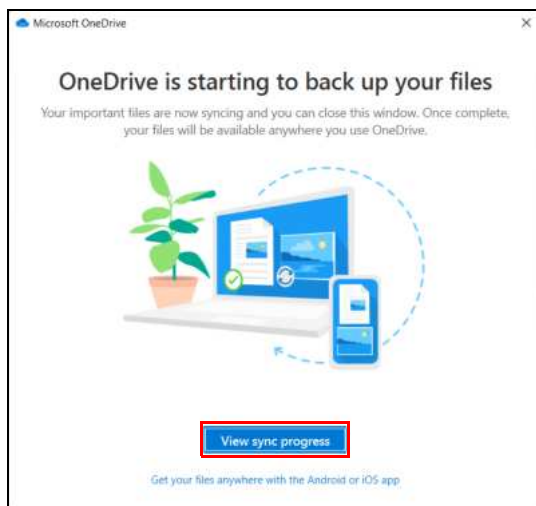 Microsoft OneDrive
OneDrive is starting to back up your files
Your important files are now syncing and you can close this window. Once complete,
your files will be available anywhere you use OneDrive.
View sync progress
Get your files anywhere with the Android or iOS app